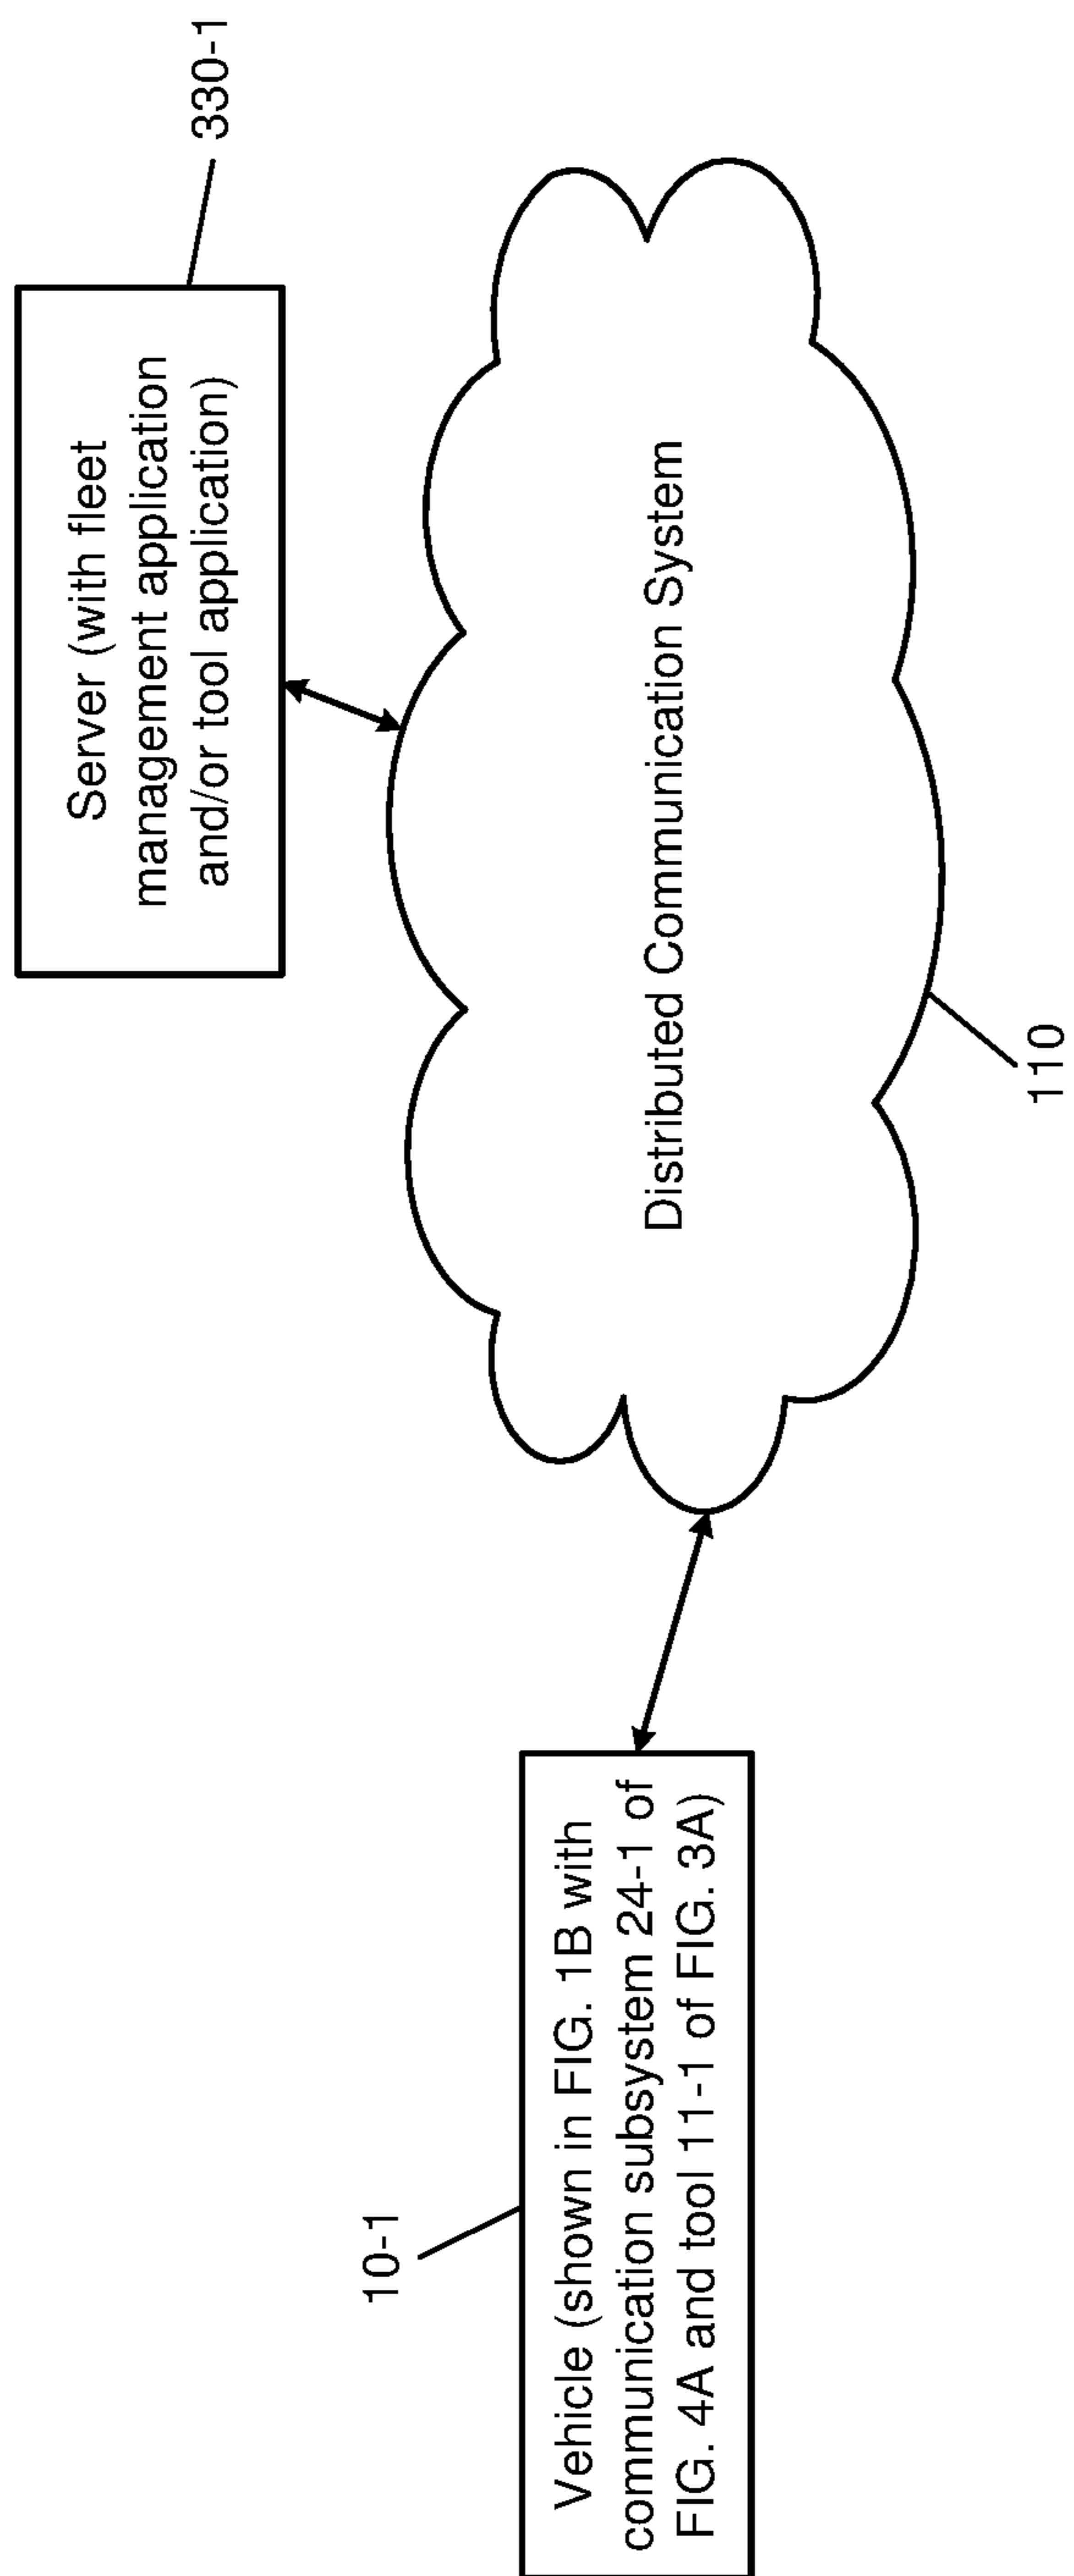 330-1
Server (with fleet
management application
and/or tool application)
Distributed Communication System
110
10-1
Vehicle (shown in FIG. 1B with
communication subsystem 24-1 of
FIG. 4A and tool 11-1 of FIG. 3A)